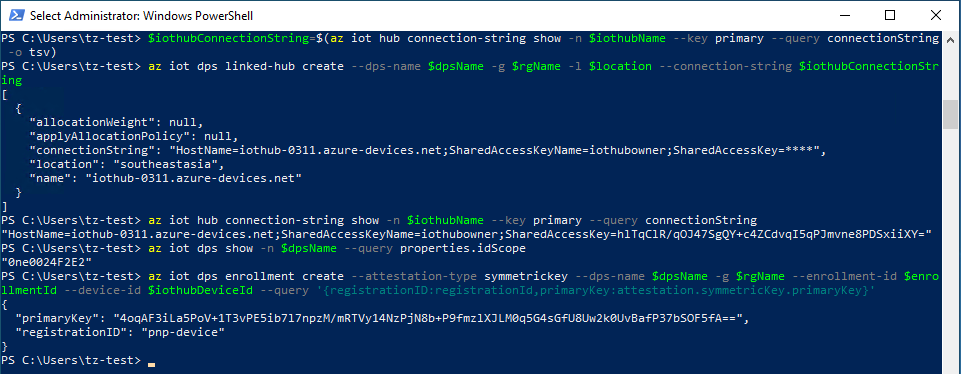 Select Administrator: Windows PowerShell
PS C:\Users\tz-test> $iothubConnectionString=$(az iot hub connection-string show -n $iothubName --key primary --query connectionString
-o tsv)
PS C:\Users\tz-test> az iot dps linked-hub create --dps-name $dpsName -g $rgName -l $location --connection-string $iothubConnectionStr
ing
[
  {
    "allocationWeight": null,
    "applyAllocationPolicy": null,
    "connectionString": "HostName=iothub-0311.azure-devices.net;SharedAccessKeyName=iothubowner;SharedAccessKey=****",
    "location": "southeastasia",
    "name": "iothub-0311.azure-devices.net"
  }
]
PS C:\Users\tz-test> az iot hub connection-string show -n $iothubName --key primary --query connectionString
"HostName=iothub-0311.azure-devices.net;SharedAccessKeyName=iothubowner;SharedAccessKey=hlTqClR/qOJ47SgQY+c4ZCdvqI5qPJmvne8PDSxiiXY="
PS C:\Users\tz-test> az iot dps show -n $dpsName --query properties.idScope
"0ne0024F2E2"
PS C:\Users\tz-test> az iot dps enrollment create --attestation-type symmetrickey --dps-name $dpsName -g $rgName --enrollment-id $enro
llmentId --device-id $iothubDeviceId --query '{registrationID:registrationId,primaryKey:attestation.symmetricKey.primaryKey}'
{
  "primaryKey": "4oqAF3iLa5PoV+1T3vPE5ib7l7npzM/mRTVy14NzPjN8b+P9fmzlXJLM0q5G4sGfU8Uw2k0UvBafP37bSOF5fA==",
  "registrationID": "pnp-device"
}
PS C:\Users\tz-test>